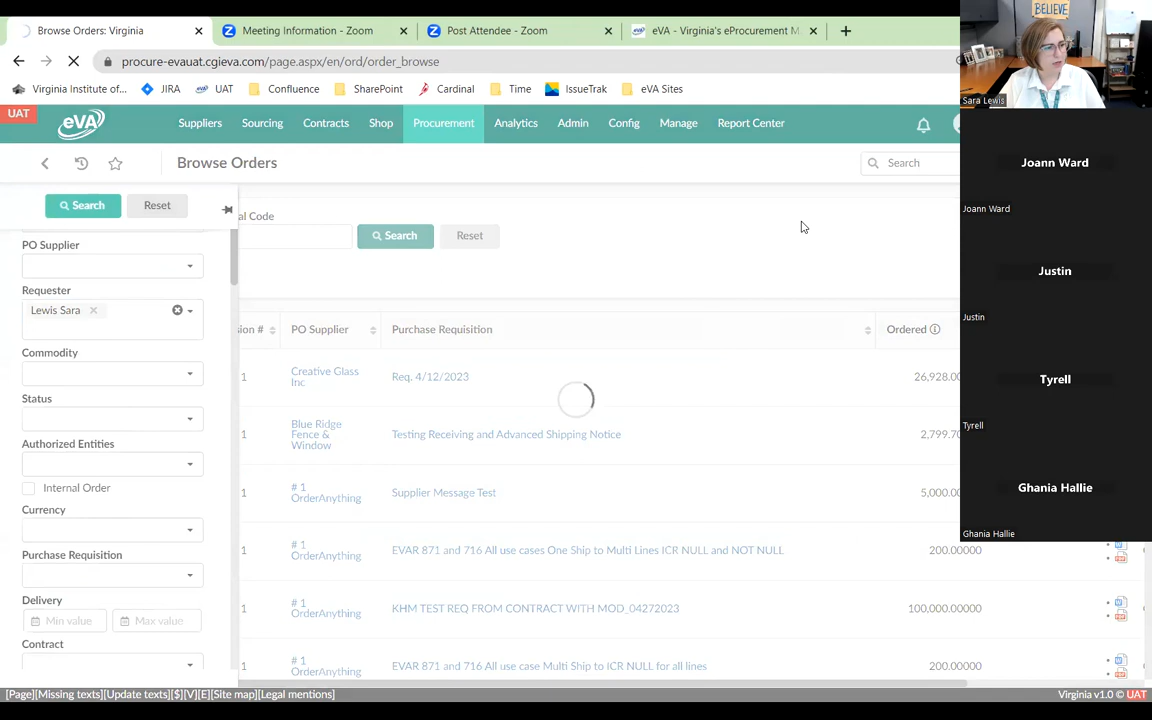 Browse Orders: Virginia
Meeting Information - Zoom
Post Attendee - Zoom
eVA - Virginia's eProcurement M
procure-evauat.cgieva.com/page.aspx/en/ord/order_browse
Virginia Institute of...
JIRA
UAT
Confluence
SharePoint
Cardinal
Time
IssueTrak
eVA Sites
BELIEVE
Sara Lewis
UAT
eVA
Suppliers
Sourcing
Contracts
Shop
Procurement
Analytics
Admin
Config
Manage
Report Center
Browse Orders
Search
Search
Reset
al Code
Search
Reset
PO Supplier
Requester
Lewis Sara
Commodity
Status
Authorized Entities
Internal Order
Currency
Purchase Requisition
Delivery
Min value
Max value
Contract
ion #
PO Supplier
Purchase Requisition
Ordered
1
Creative Glass
Inc
Req. 4/12/2023
26,928.00
1
Blue Ridge
Fence &
Window
Testing Receiving and Advanced Shipping Notice
2,799.70
1
# 1
OrderAnything
Supplier Message Test
5,000.00
1
# 1
OrderAnything
EVAR 871 and 716 All use cases One Ship to Multi Lines ICR NULL and NOT NULL
200.00000
1
# 1
OrderAnything
KHM TEST REQ FROM CONTRACT WITH MOD_04272023
100,000.00000
1
# 1
OrderAnything
EVAR 871 and 716 All use case Multi Ship to ICR NULL for all lines
200.00000
Joann Ward
Joann Ward
Justin
Justin
Tyrell
Tyrell
Ghania Hallie
Ghania Hallie
[Page][Missing texts][Update texts][$][V][E][Site map][Legal mentions]
Virginia v1.0 UAT